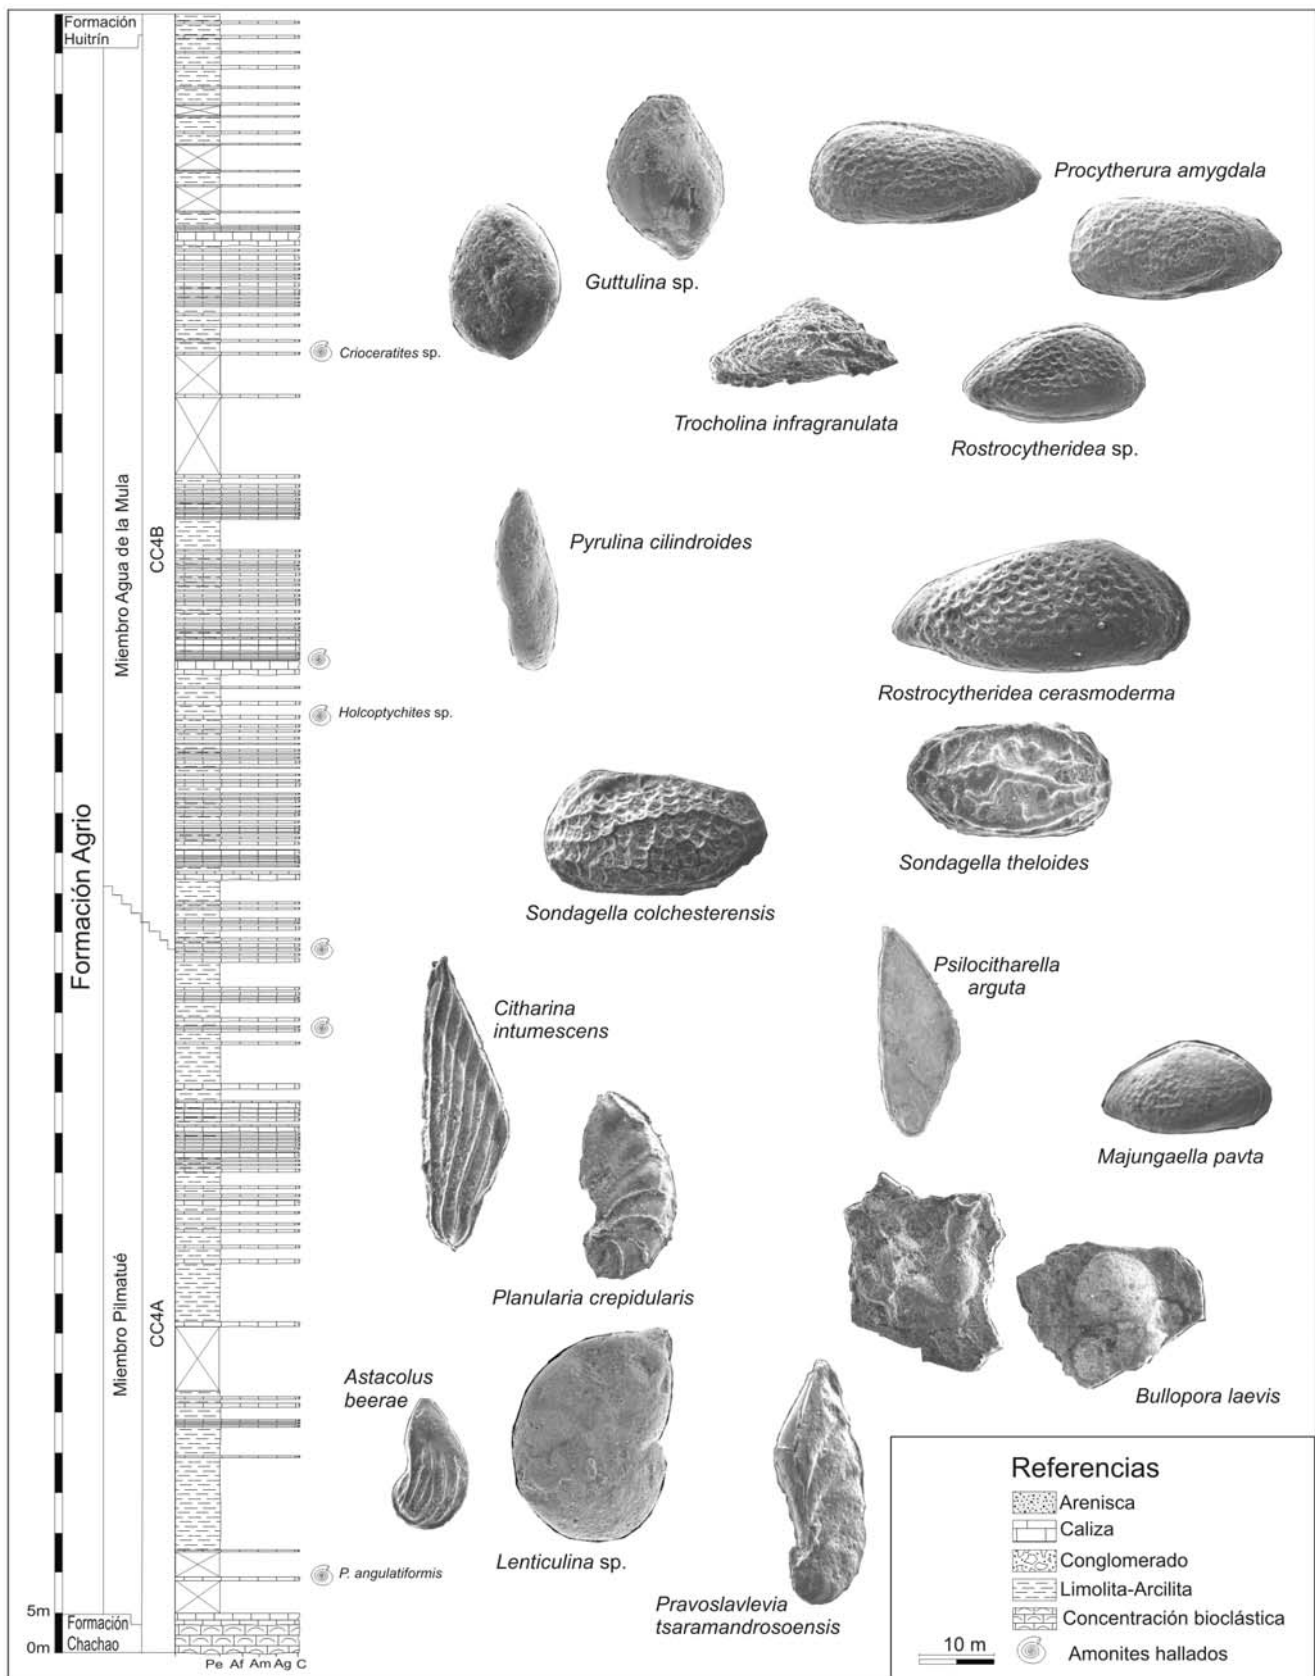 Formación
Huitrín
Formación Agrio
Miembro Agua de la Mula
CC4B
Miembro Pilmatué
CC4A
5m
Formación
Chachao
0m
Pe Af Am Ag C
Crioceratites sp.
Holcoptychites sp.
P. angulatiformis
Guttulina sp.
Procytherura amygdala
Trocholina infragranulata
Rostrocytheridea sp.
Pyrulina cilindroides
Rostrocytheridea cerasmoderma
Sondagella theloides
Sondagella colchesterensis
Citharina
intumescens
Psilocitharella
arguta
Majungaella pavta
Planularia crepidularis
Bullopora laevis
Astacolus
beerae
Lenticulina sp.
Pravoslavlevia
tsaramandrosoensis
Referencias
Arenisca
Caliza
Conglomerado
Limolita-Arcilita
Concentración bioclástica
Amonites hallados
10 m